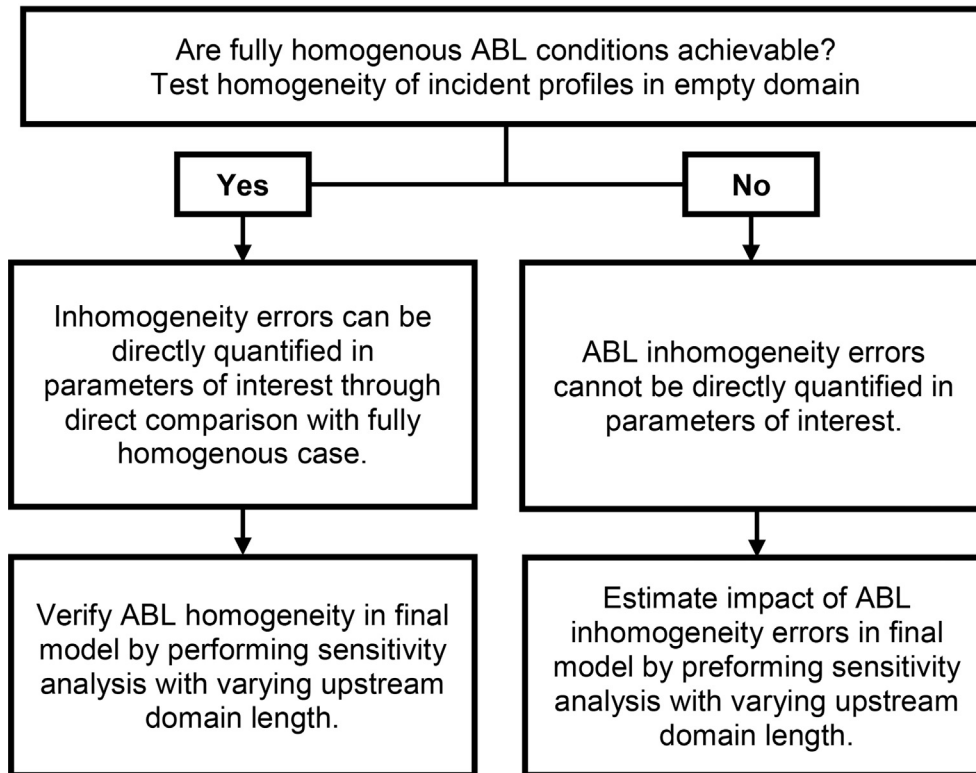 Are fully homogenous ABL conditions achievable?
Test homogeneity of incident profiles in empty domain
Yes
No
Inhomogeneity errors can be
directly quantified in
parameters of interest through
direct comparison with fully
homogenous case.
ABL inhomogeneity errors
cannot be directly quantified in
parameters of interest.
Verify ABL homogeneity in final
model by performing sensitivity
analysis with varying upstream
domain length.
Estimate impact of ABL
inhomogeneity errors in final
model by preforming sensitivity
analysis with varying upstream
domain length.